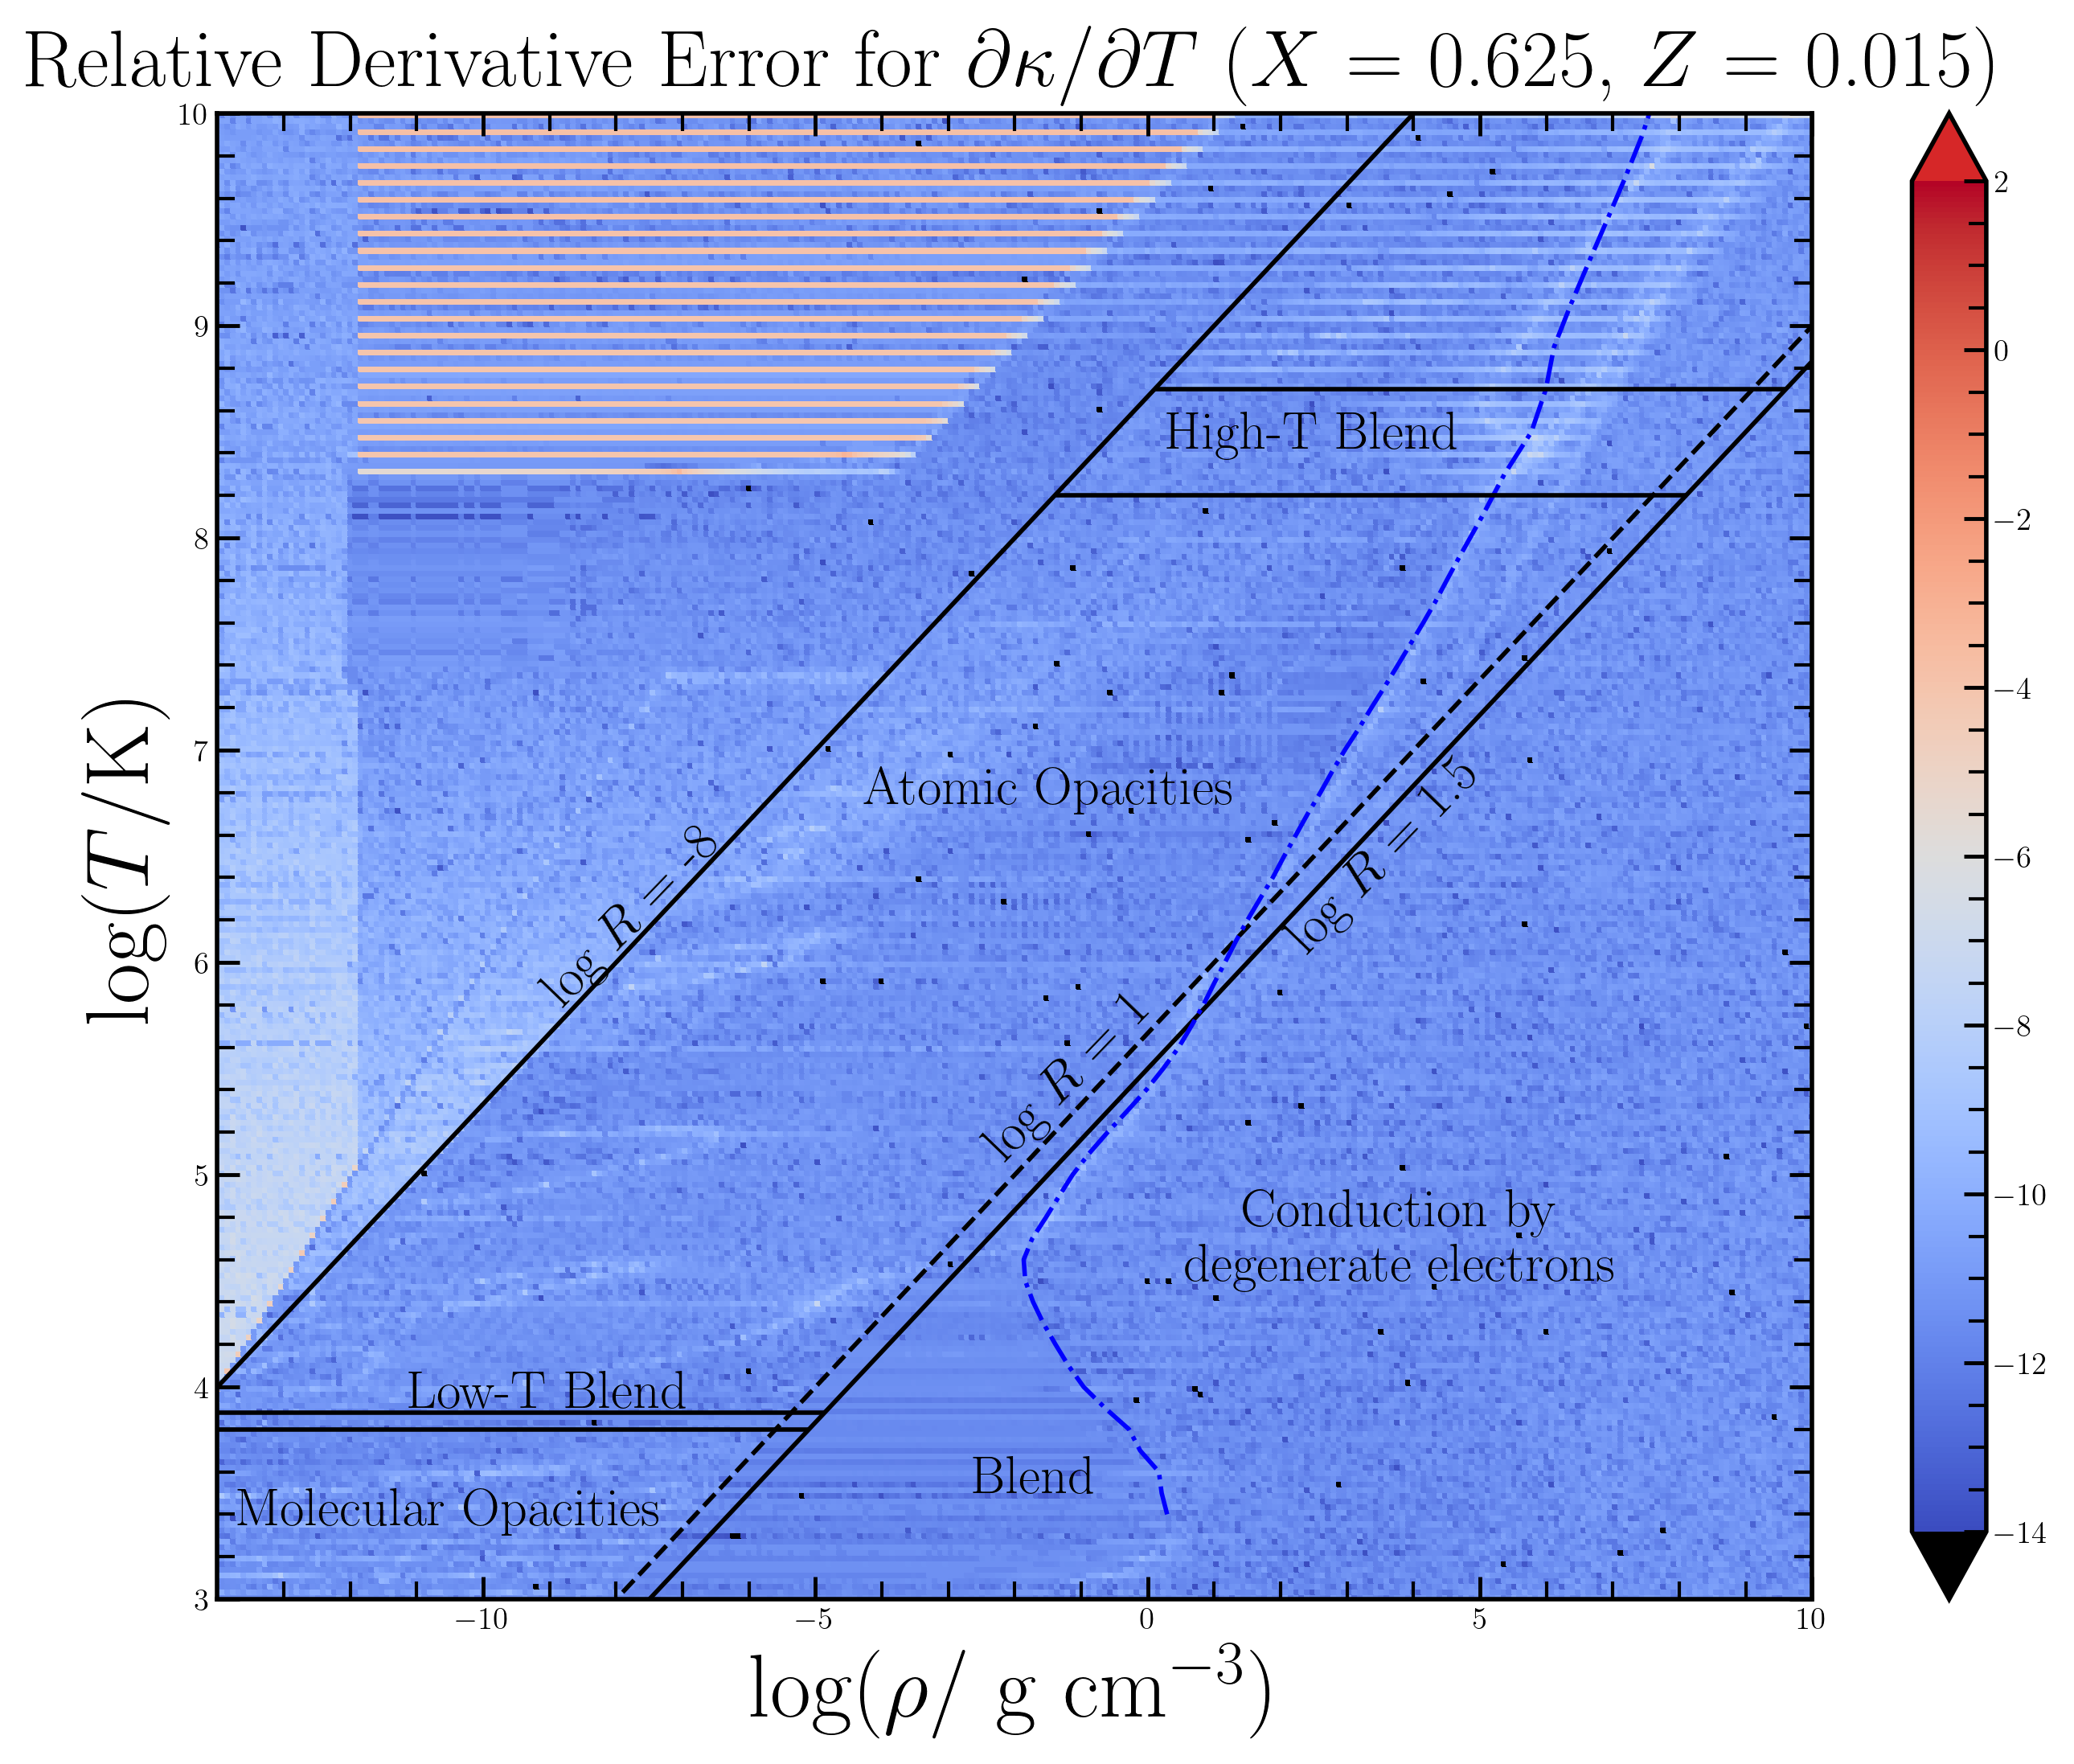 Relative Derivative Error for ∂κ/∂T (X = 0.625, Z = 0.015)
10
9
8
7
6
5
4
3
log(T/K)
High-T Blend
Atomic Opacities
log R = -8
log R = 1.5
log R = 1
Conduction by
degenerate electrons
Low-T Blend
Blend
Molecular Opacities
−10
−5
0
5
10
log(ρ/ g cm⁻³)
2
0
−2
−4
−6
−8
−10
−12
−14